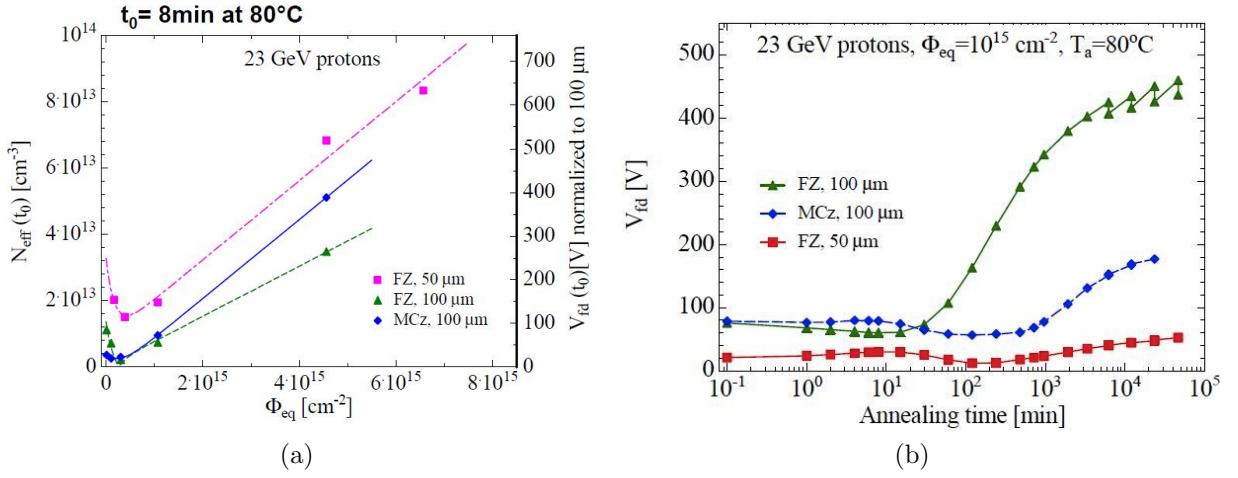 t₀= 8min at 80°C
N_eff (t₀) [cm⁻³]
10¹⁴
8·10¹³
6·10¹³
4·10¹³
2·10¹³
0
23 GeV protons
FZ, 50 μm
FZ, 100 μm
MCz, 100 μm
0
2·10¹⁵
4·10¹⁵
6·10¹⁵
8·10¹⁵
Φ_eq [cm⁻²]
700
600
500
400
300
200
100
0
V_fd (t₀)[V] normalized to 100 μm
(a)
V_fd [V]
500
400
300
200
100
0
23 GeV protons, Φ_eq=10¹⁵ cm⁻², T_a=80°C
FZ, 100 μm
MCz, 100 μm
FZ, 50 μm
10⁻¹
10⁰
10¹
10²
10³
10⁴
10⁵
Annealing time [min]
(b)